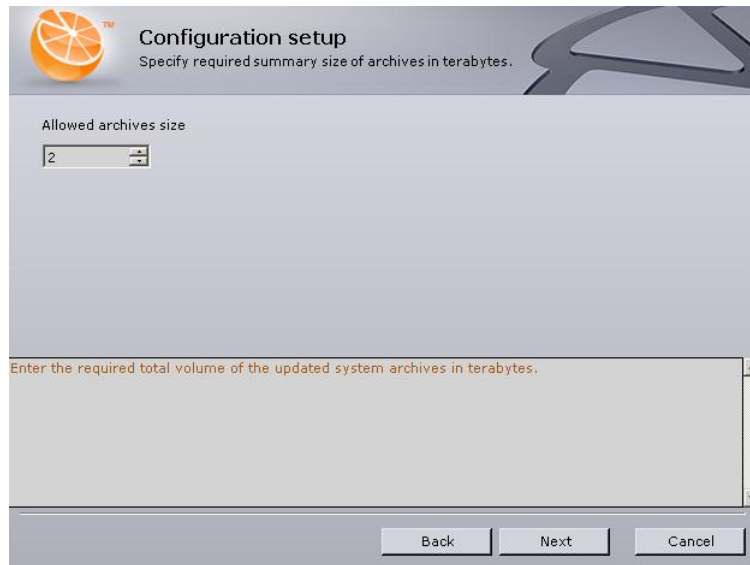 TM
Configuration setup
Specify required summary size of archives in terabytes.
Allowed archives size
2
Enter the required total volume of the updated system archives in terabytes.
Back Next Cancel